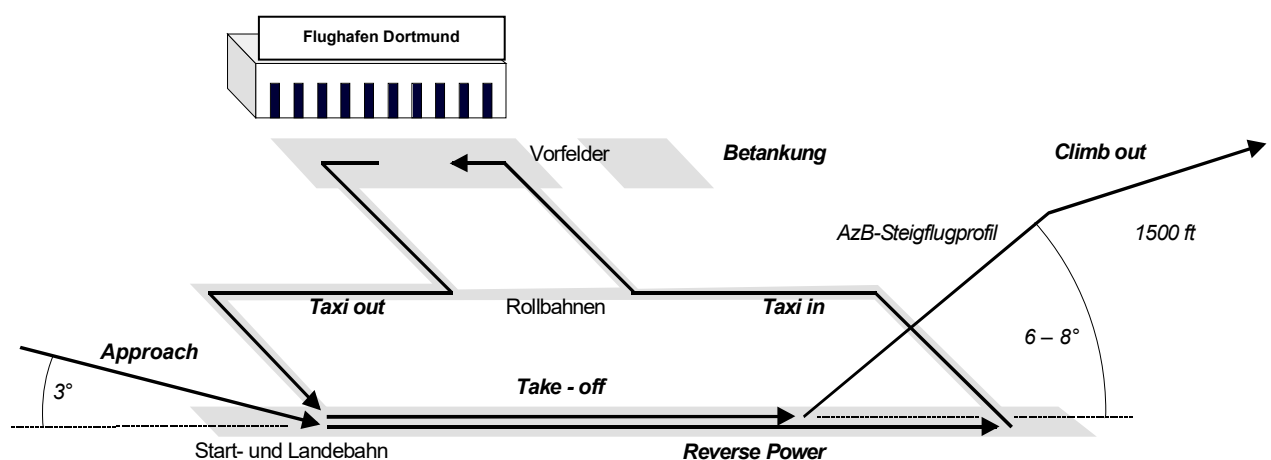 Flughafen Dortmund
Vorfelder
Betankung
Climb out
AzB-Steigflugprofil
1500 ft
Taxi out
Rollbahnen
Taxi in
6 – 8°
Approach
3°
Take - off
Start- und Landebahn
Reverse Power